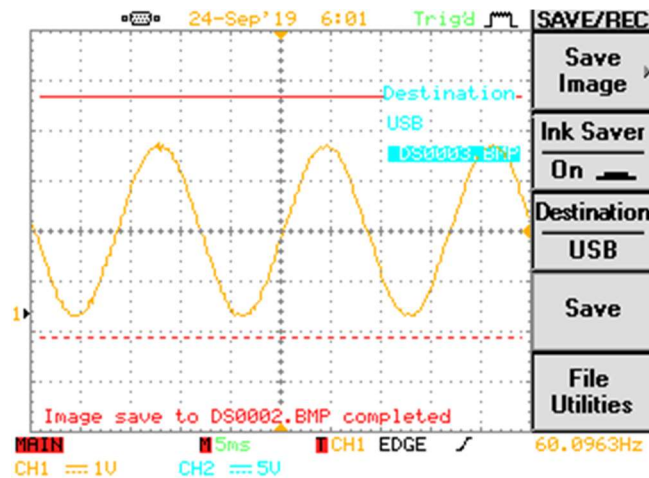 24-Sep'19 6:01 Trig'd SAVE/REC
Save
Image
Destination
USB
DS0003.BMP
Ink Saver
On
Destination
USB
1
Save
File
Utilities
Image save to DS0002.BMP completed
MAIN M 5ms T CH1 EDGE 60.0963Hz
CH1 1V CH2 5V